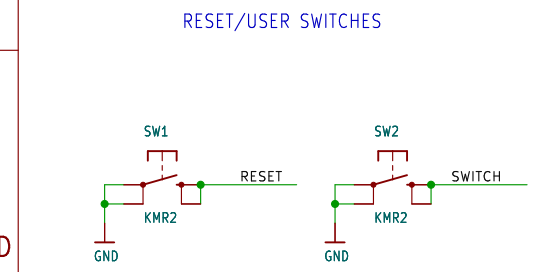 RESET/USER SWITCHES
SW1
SW2
RESET
SWITCH
KMR2
KMR2
D
GND
GND